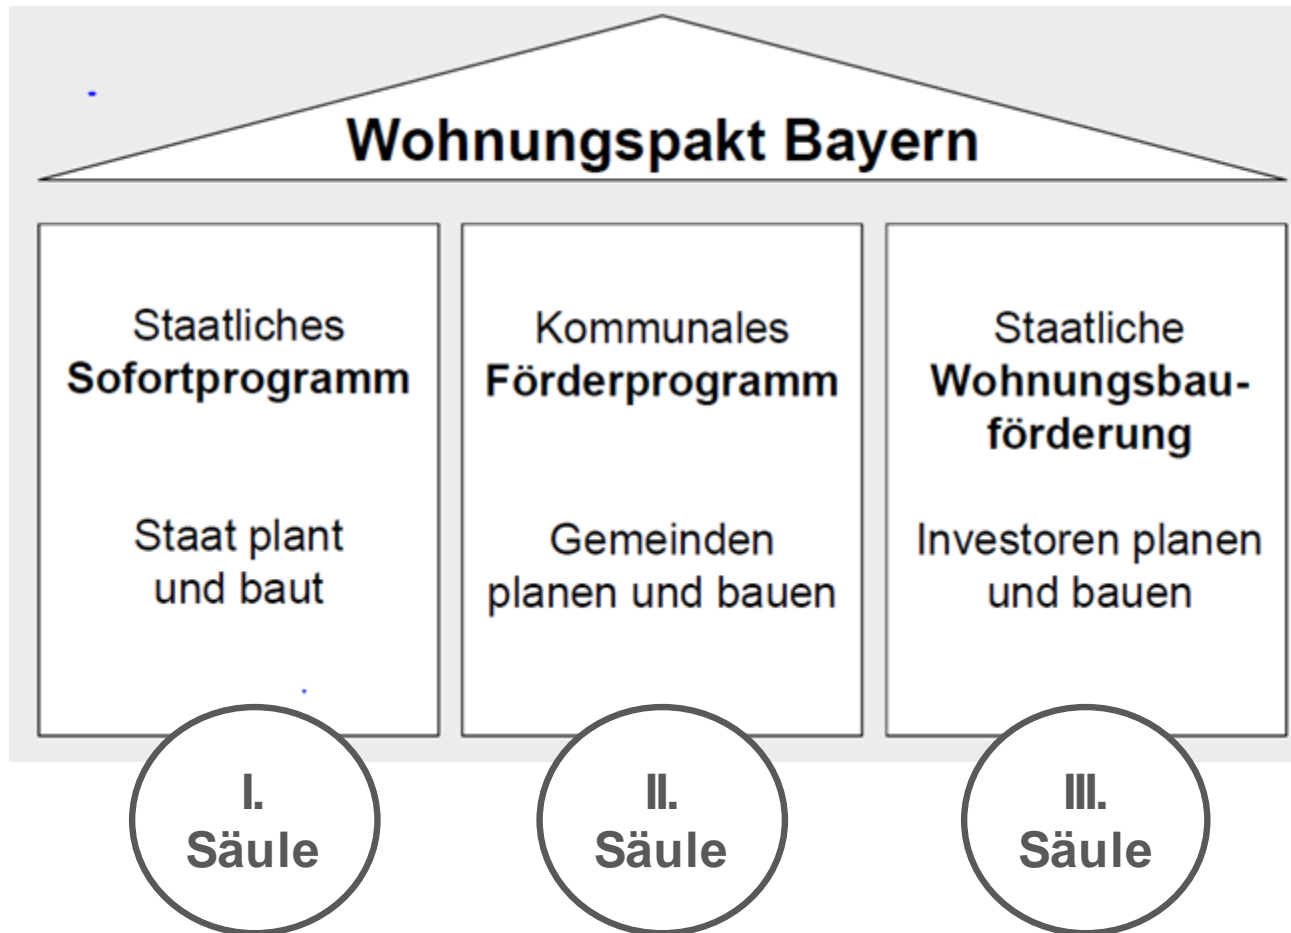 Wohnungspakt Bayern
Staatliches
Sofortprogramm
Staat plant
und baut
Kommunales
Förderprogramm
Gemeinden
planen und bauen
Staatliche
Wohnungsbau-
förderung
Investoren planen
und bauen
I.
Säule
II.
Säule
III.
Säule